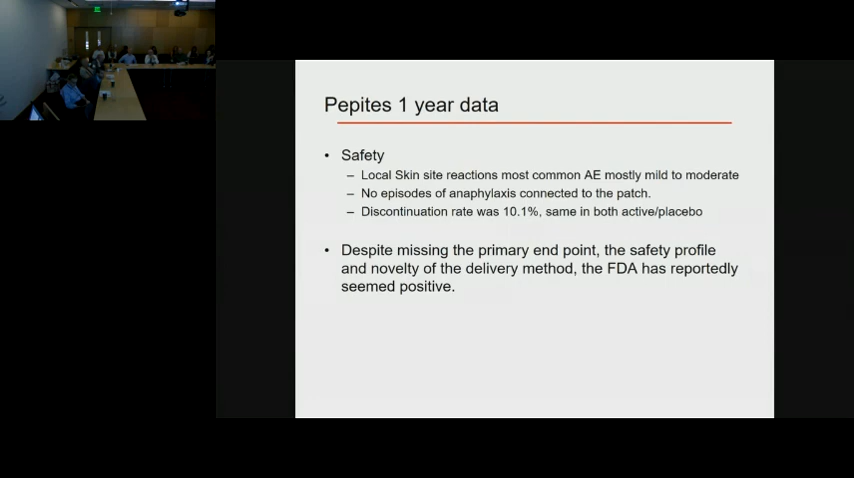 Pepites 1 year data
• Safety
– Local Skin site reactions most common AE mostly mild to moderate
– No episodes of anaphylaxis connected to the patch.
– Discontinuation rate was 10.1%, same in both active/placebo
• Despite missing the primary end point, the safety profile
and novelty of the delivery method, the FDA has reportedly
seemed positive.